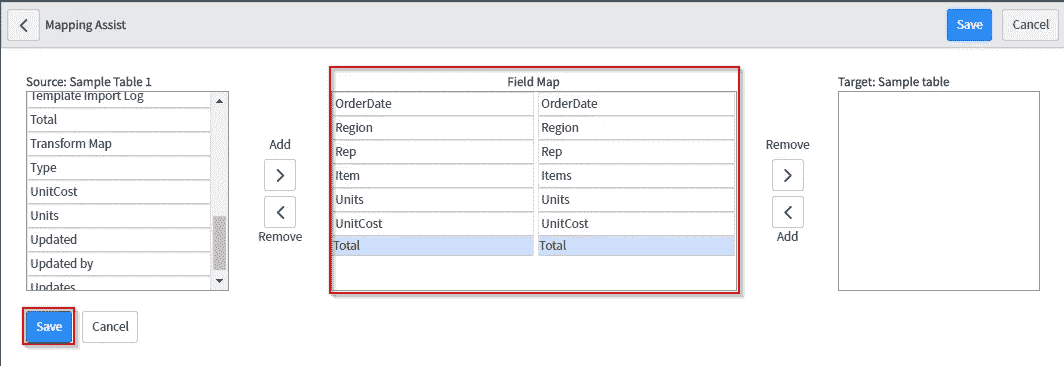 Mapping Assist
Save
Cancel
Source: Sample Table 1
Template Import Log
Total
Transform Map
Type
UnitCost
Units
Updated
Updated by
Updates
Add
Remove
Field Map
OrderDate OrderDate
Region Region
Rep Rep
Item Items
Units Units
UnitCost UnitCost
Total Total
Remove
Add
Target: Sample table
Save
Cancel